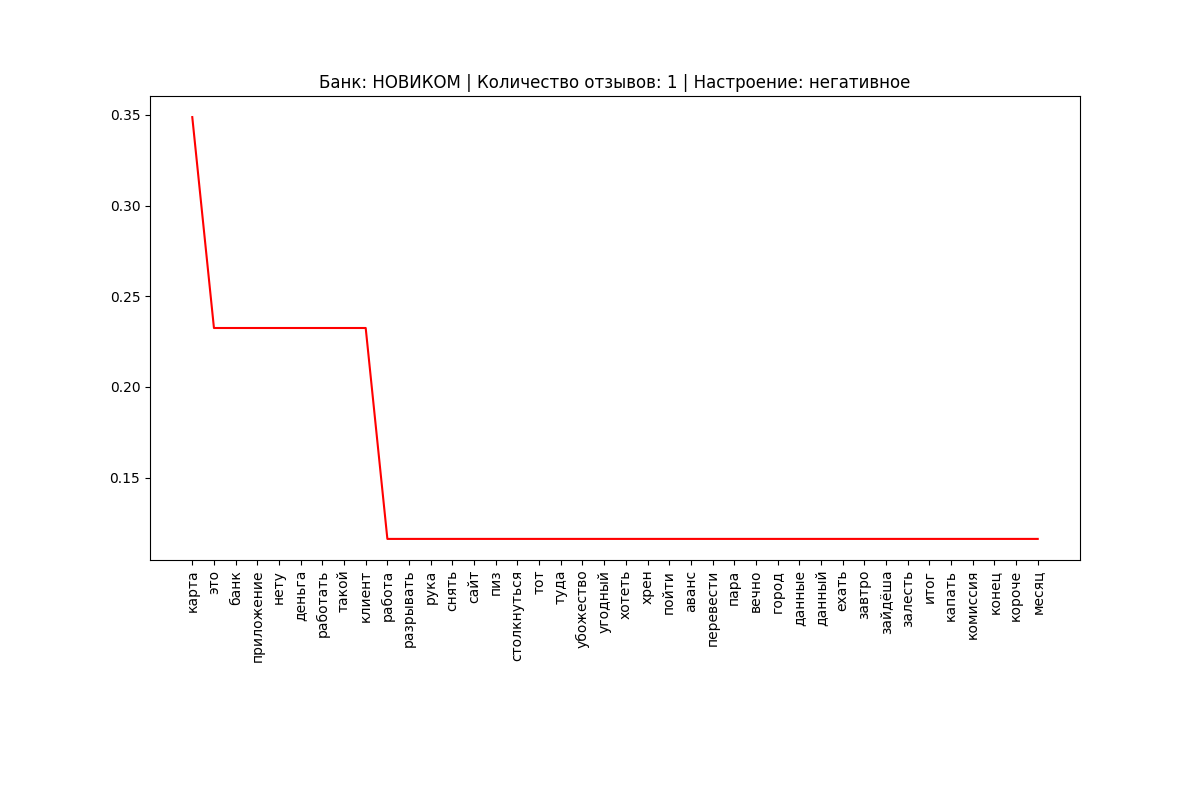 Банк: НОВИКОМ | Количество отзывов: 1 | Настроение: негативное
0.35
0.30
0.25
0.20
0.15
карта
это
банк
приложение
нету
деньга
работать
такой
клиент
работа
разрывать
рука
снять
сайт
пиз
столкнуться
тот
туда
убожество
угодный
хотеть
хрен
пойти
аванс
перевести
пара
вечно
город
данные
данный
ехать
завтро
зайдёша
залесть
итог
капать
комиссия
конец
короче
месяц